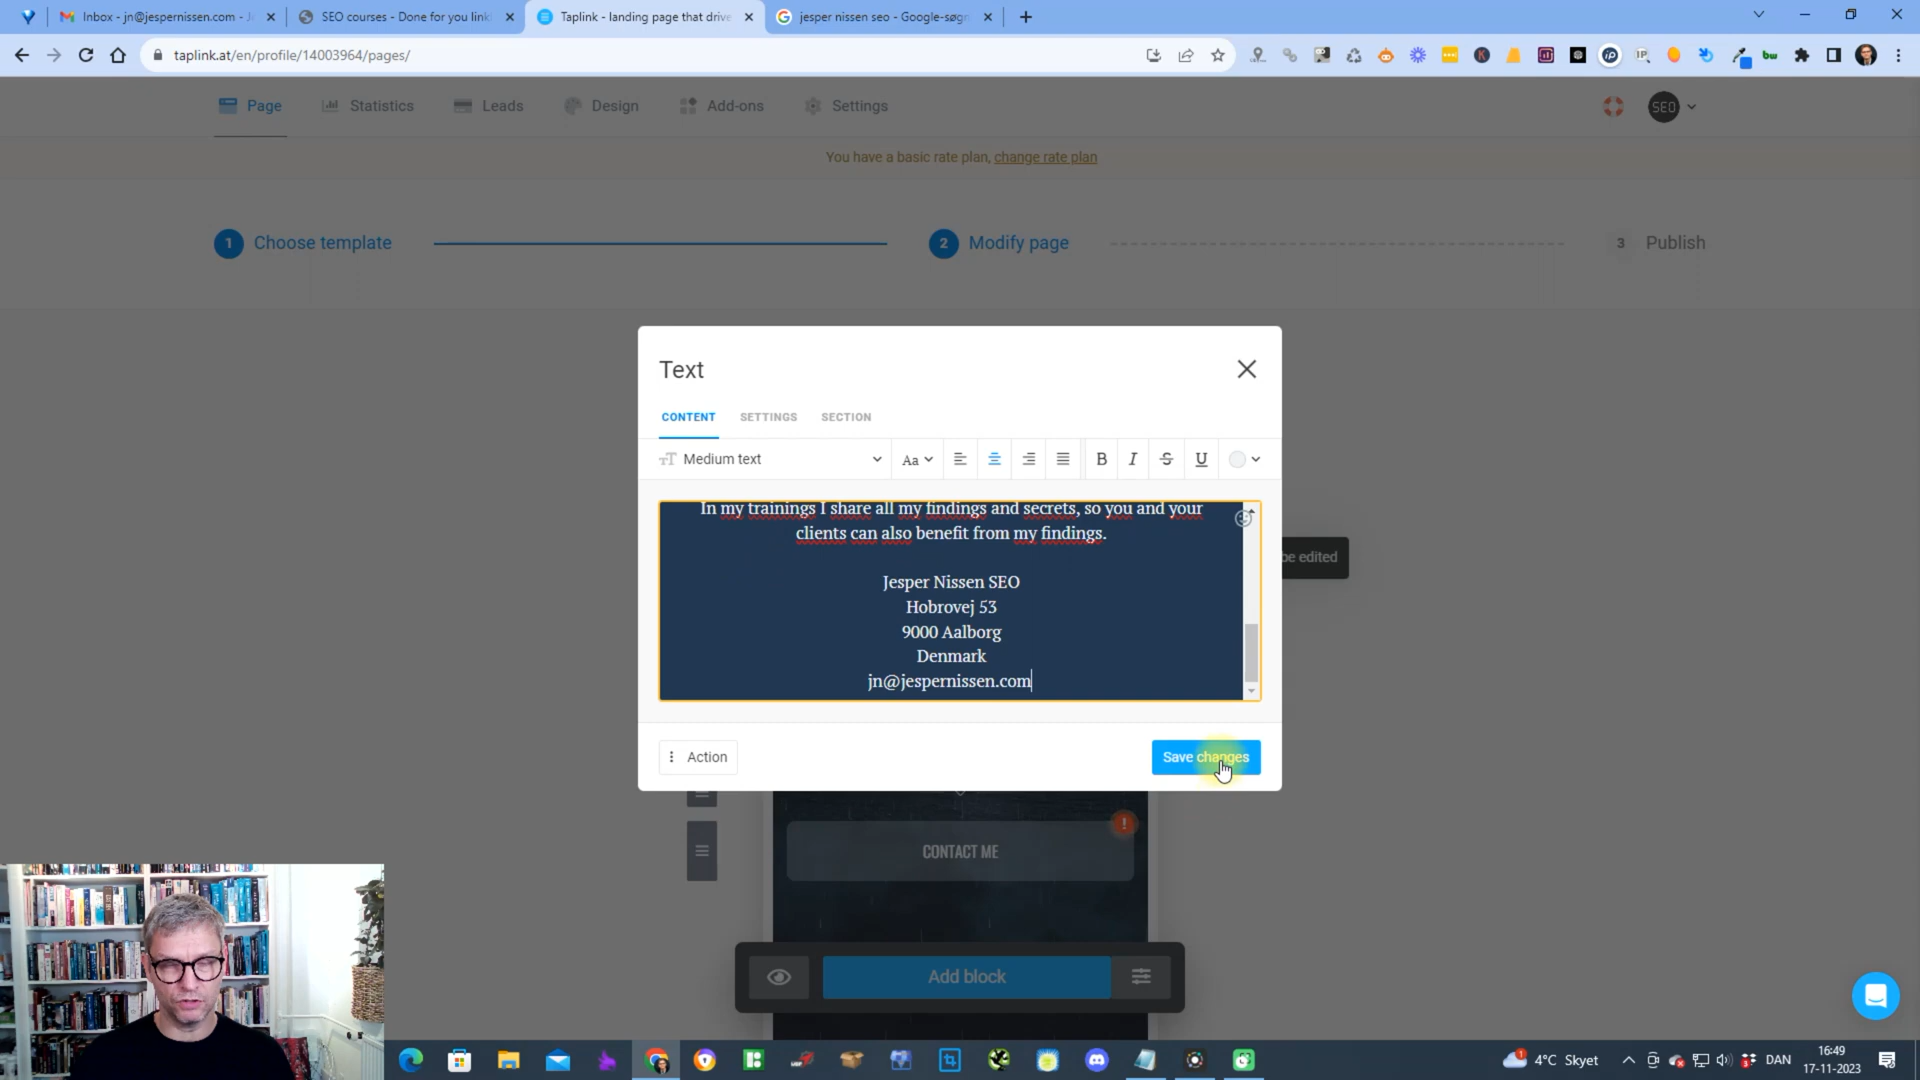 Inbox - jn@jespernissen.com - J
SEO courses - Done for you link
Taplink - landing page that drive
jesper nissen seo - Google-søgn
taplink.at/en/profile/14003964/pages/
Page
Statistics
Leads
Design
Add-ons
Settings
SEO
You have a basic rate plan, change rate plan
1 Choose template
2 Modify page
3 Publish
Text
CONTENT
SETTINGS
SECTION
Medium text
Aa
B
I
S
U
In my trainings I share all my findings and secrets, so you and your
clients can also benefit from my findings.
Jesper Nissen SEO
Hobrovej 53
9000 Aalborg
Denmark
jn@jespernissen.com
be edited
Action
Save changes
CONTACT ME
Add block
4°C Skyet
DAN
16:49
17-11-2023